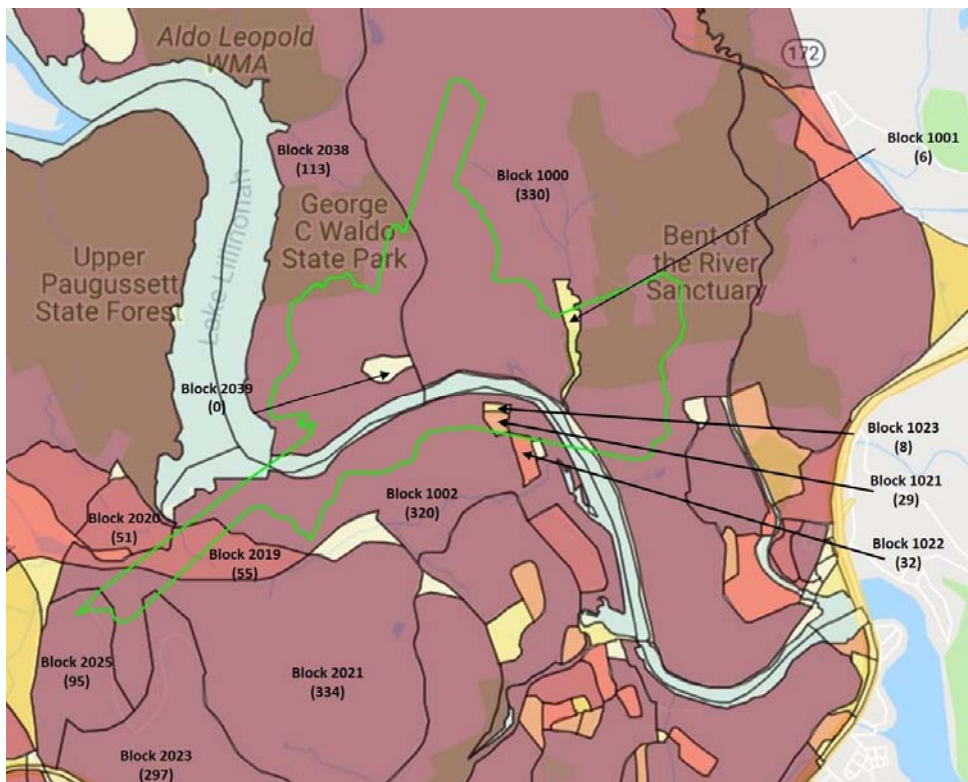 Aldo Leopold
WMA
172
Block 1001
(6)
Block 2038
(113)
Block 1000
(330)
George
C Waldo
State Park
Bent of
the River
Sanctuary
Upper
Paugussett
State Forest
Lake Lillinonah
Block 2039
(0)
Block 1023
(8)
Block 1021
(29)
Block 1002
(320)
Block 2020
(51)
Block 2019
(55)
Block 1022
(32)
Block 2025
(95)
Block 2021
(334)
Block 2023
(297)